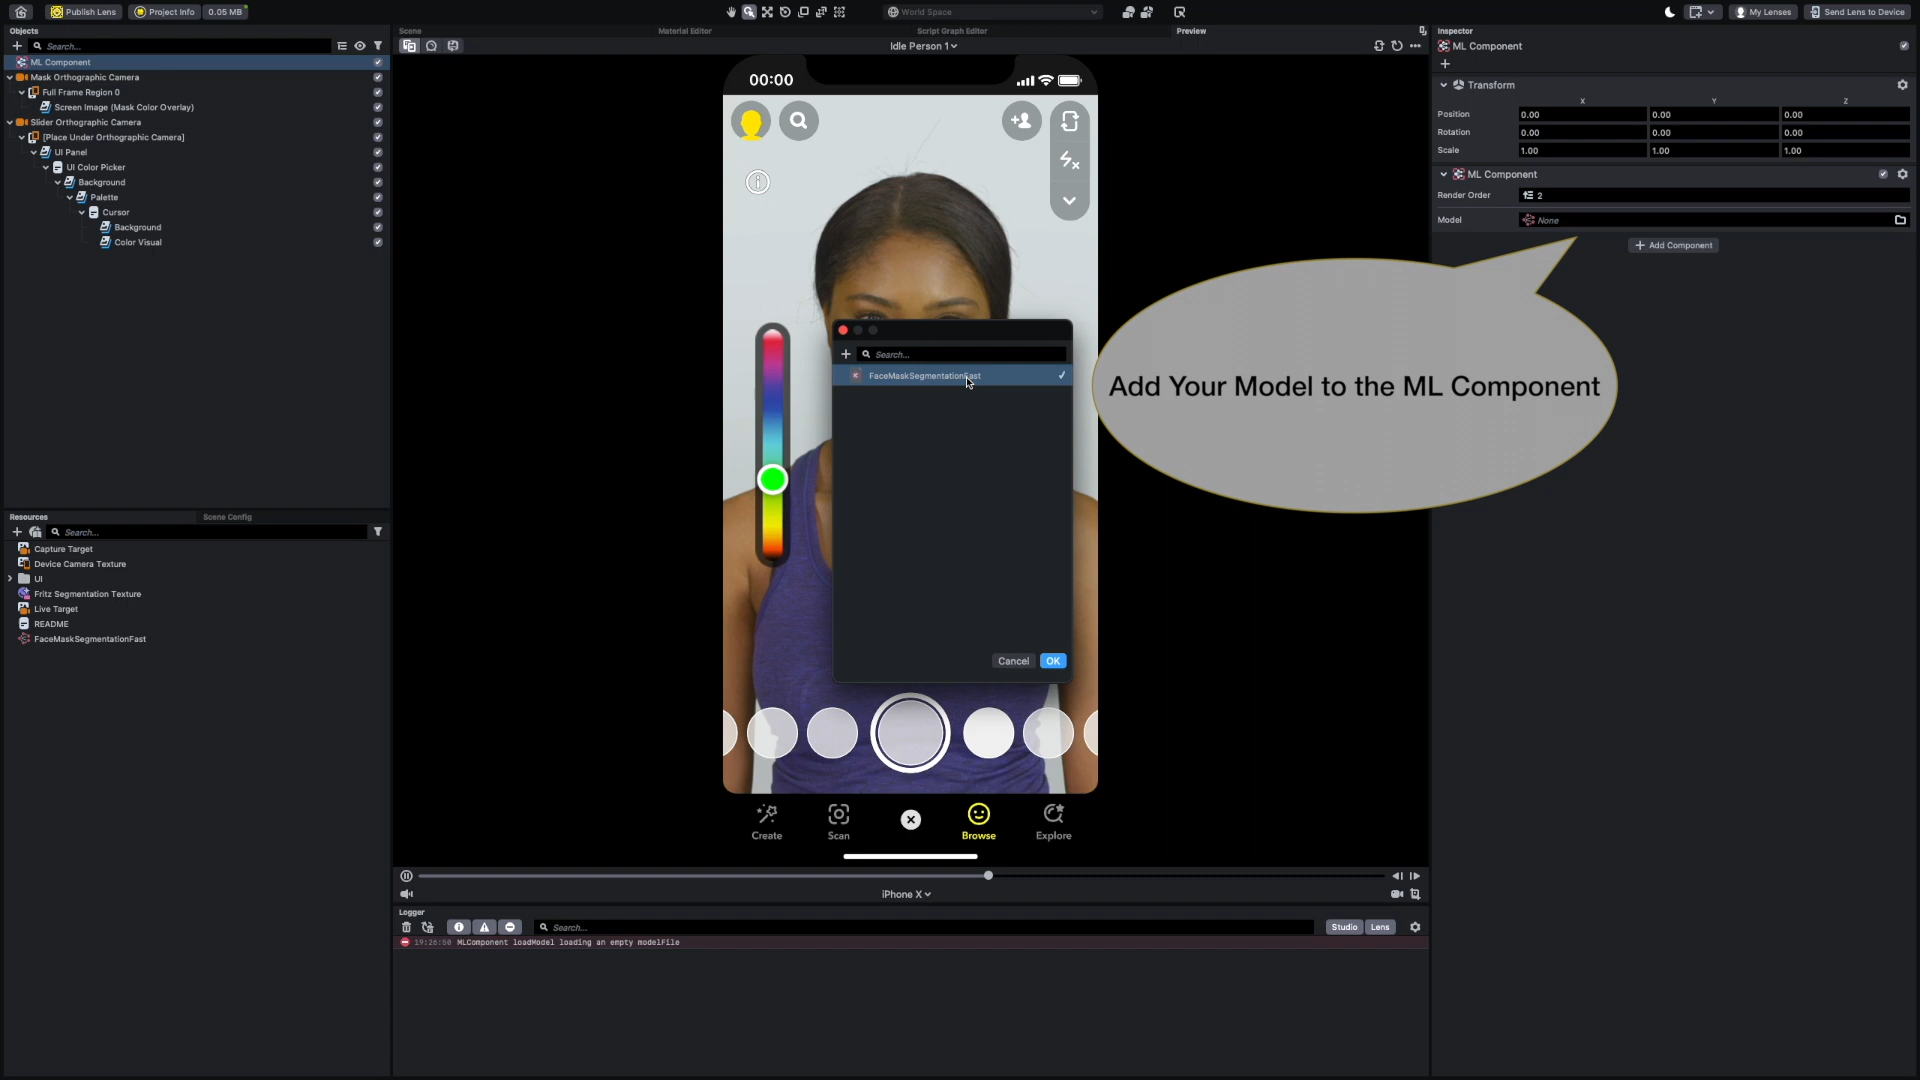 Publish Lens
Project Info
0.05 MB
World Space
My Lenses
Send Lens to Device
Objects
Search...
ML Component
Mask Orthographic Camera
Full Frame Region 0
Screen Image (Mask Color Overlay)
Slider Orthographic Camera
[Place Under Orthographic Camera]
UI Panel
UI Color Picker
Background
Palette
Cursor
Background
Color Visual
Resources
Scene Config
Search...
Capture Target
Device Camera Texture
UI
Fritz Segmentation Texture
Live Target
README
FaceMaskSegmentationFast
Scene
Material Editor
Script Graph Editor
Preview
Idle Person 1
00:00
Search...
FaceMaskSegmentationFast
Cancel
OK
Create
Scan
Browse
Explore
iPhone X
Logger
Search...
Studio
Lens
19:26:50 MLComponent loadModel loading an empty modelFile
Inspector
ML Component
Transform
X Y Z
Position 0.00 0.00 0.00
Rotation 0.00 0.00 0.00
Scale 1.00 1.00 1.00
ML Component
Render Order 2
Model None
Add Component
Add Your Model to the ML Component